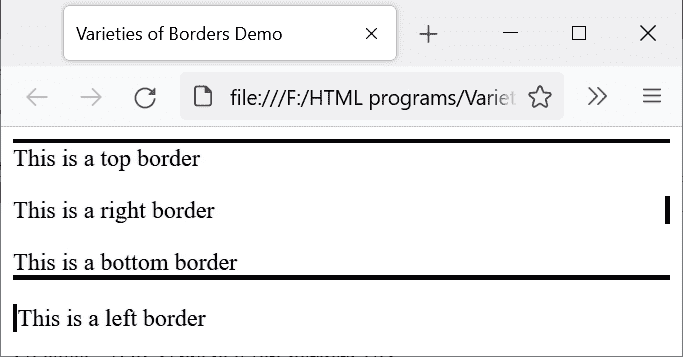 Varieties of Borders Demo
file:///F:/HTML programs/Variet
This is a top border
This is a right border
This is a bottom border
This is a left border